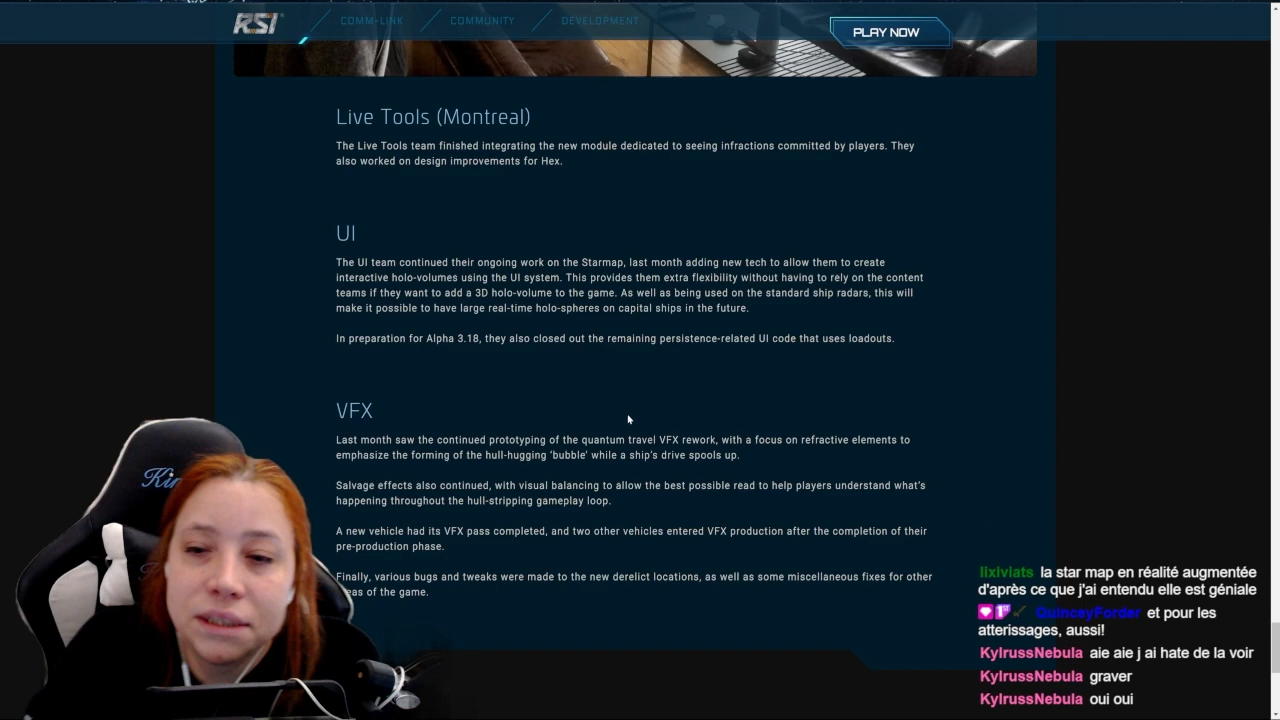 RSI
COMM-LINK
COMMUNITY
DEVELOPMENT
PLAY NOW
Live Tools (Montreal)
The Live Tools team finished integrating the new module dedicated to seeing infractions committed by players. They
also worked on design improvements for Hex.
UI
The UI team continued their ongoing work on the Starmap, last month adding new tech to allow them to create
interactive holo-volumes using the UI system. This provides them extra flexibility without having to rely on the content
teams if they want to add a 3D holo-volume to the game. As well as being used on the standard ship radars, this will
make it possible to have large real-time holo-spheres on capital ships in the future.
In preparation for Alpha 3.18, they also closed out the remaining persistence-related UI code that uses loadouts.
VFX
Last month saw the continued prototyping of the quantum travel VFX rework, with a focus on refractive elements to
emphasize the forming of the hull-hugging ‘bubble’ while a ship’s drive spools up.
Salvage effects also continued, with visual balancing to allow the best possible read to help players understand what’s
happening throughout the hull-stripping gameplay loop.
A new vehicle had its VFX pass completed, and two other vehicles entered VFX production after the completion of their
pre-production phase.
Finally, various bugs and tweaks were made to the new derelict locations, as well as some miscellaneous fixes for other
of the game.
lixiviats la star map en réalité augmentée
d'après ce que j'ai entendu elle est géniale
QuinceyForder et pour les
atterissages, aussi!
KylrussNebula aie aie j ai hate de la voir
KylrussNebula graver
KylrussNebula oui oui